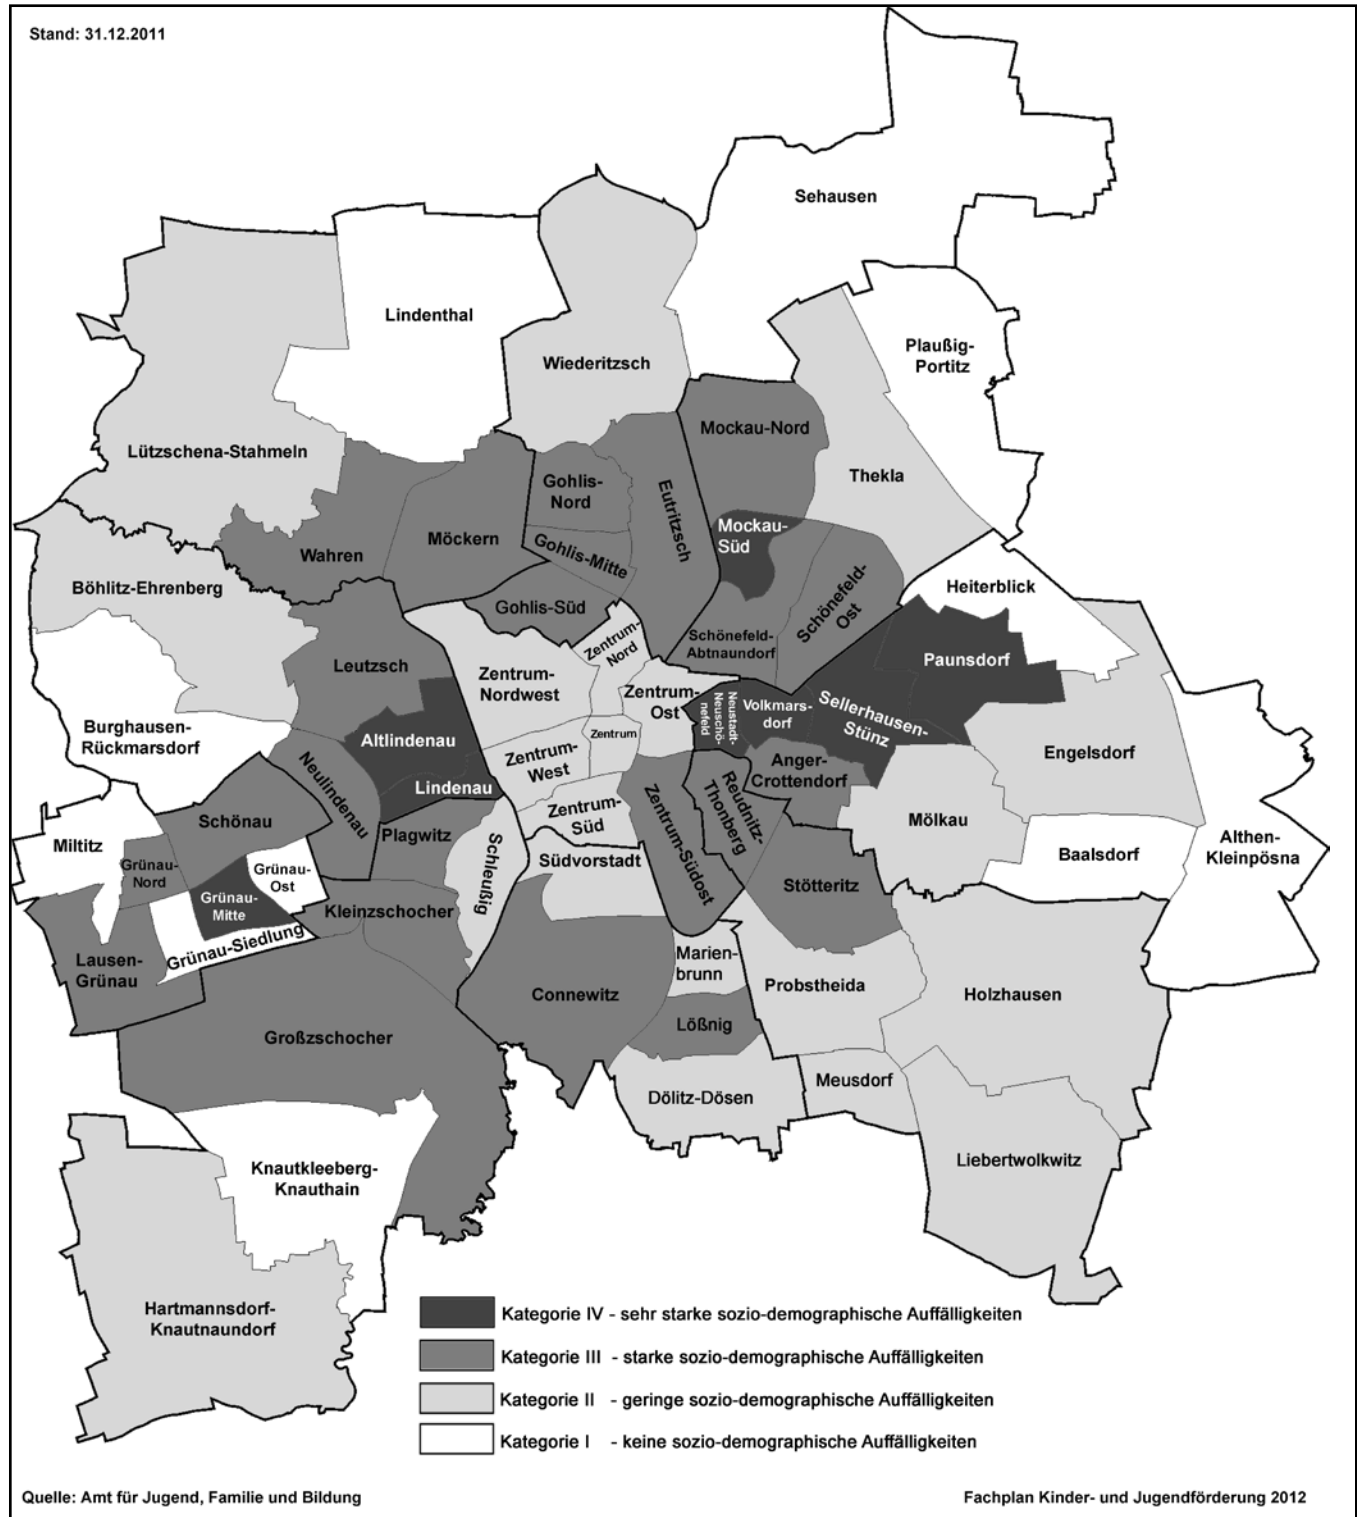 Stand: 31.12.2011
Sehausen
Lindenthal
Plaußig-
Portitz
Wiederitzsch
Mockau-Nord
Lützschena-Stahmeln
Thekla
Gohlis-
Nord
Eutritzsch
Mockau-
Süd
Möckern
Wahren
Gohlis-Mitte
Böhlitz-Ehrenberg
Heiterblick
Schönefeld-
Ost
Gohlis-Süd
Schönefeld-
Abtnaundorf
Zentrum-
Nord
Leutzsch
Paunsdorf
Zentrum-
Nordwest
Zentrum-
Ost
Neustadt-
Neuschö-
nefeld
Volkmars-
dorf
Sellerhausen-
Stünz
Burghausen-
Rückmarsdorf
Altlindenau
Zentrum
Engelsdorf
Zentrum-
West
Anger-
Crottendorf
Lindenau
Neulindenau
Reudnitz-
Thonberg
Zentrum-
Süd
Zentrum-Südost
Schönau
Plagwitz
Mölkau
Miltitz
Althen-
Kleinpösna
Baalsdorf
Schleußig
Südvorstadt
Grünau-
Nord
Grünau-
Ost
Stötteritz
Grünau-
Mitte
Kleinzschocher
Grünau-Siedlung
Lausen-
Grünau
Marien-
brunn
Probstheida
Connewitz
Holzhausen
Lößnig
Großzschocher
Meusdorf
Dölitz-Dösen
Liebertwolkwitz
Knautkleeberg-
Knauthain
Hartmannsdorf-
Knautnaundorf
Kategorie IV - sehr starke sozio-demographische Auffälligkeiten
Kategorie III - starke sozio-demographische Auffälligkeiten
Kategorie II - geringe sozio-demographische Auffälligkeiten
Kategorie I - keine sozio-demographische Auffälligkeiten
Quelle: Amt für Jugend, Familie und Bildung
Fachplan Kinder- und Jugendförderung 2012